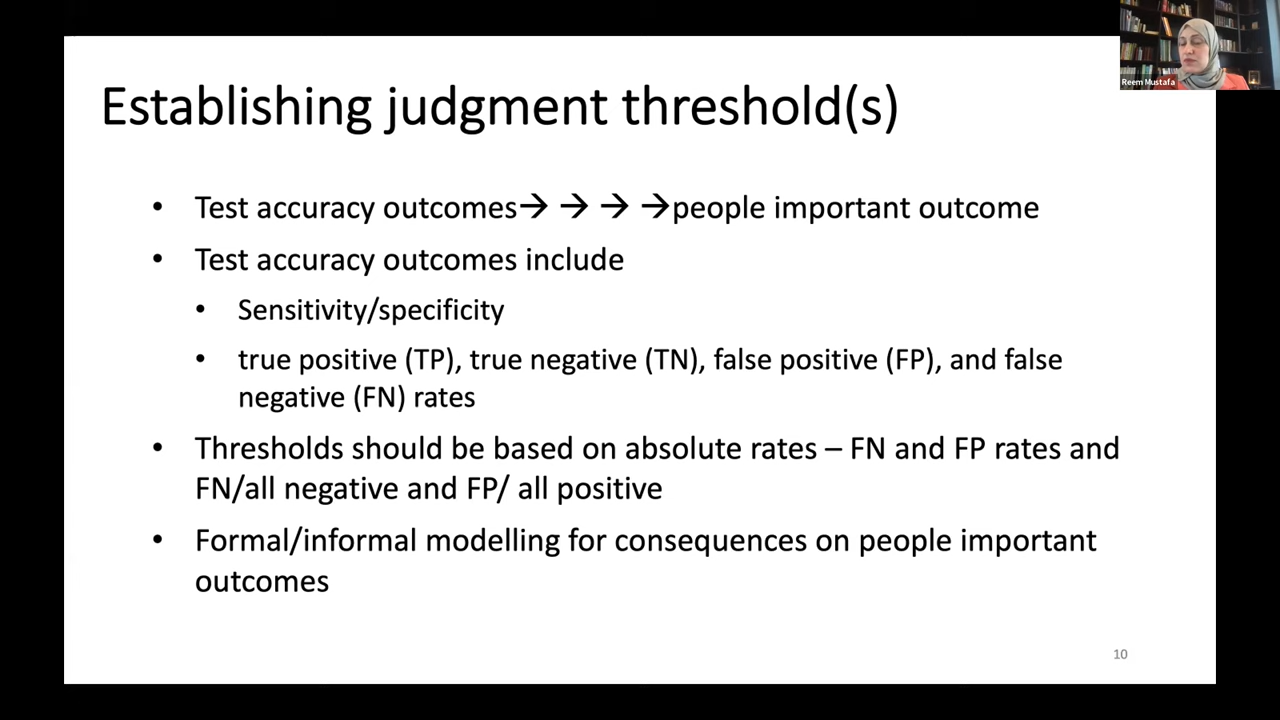 Establishing judgment threshold(s)
• Test accuracy outcomes→ → → →people important outcome
• Test accuracy outcomes include
• Sensitivity/specificity
• true positive (TP), true negative (TN), false positive (FP), and false
negative (FN) rates
• Thresholds should be based on absolute rates – FN and FP rates and
FN/all negative and FP/ all positive
• Formal/informal modelling for consequences on people important
outcomes
10
Reem Mustafa